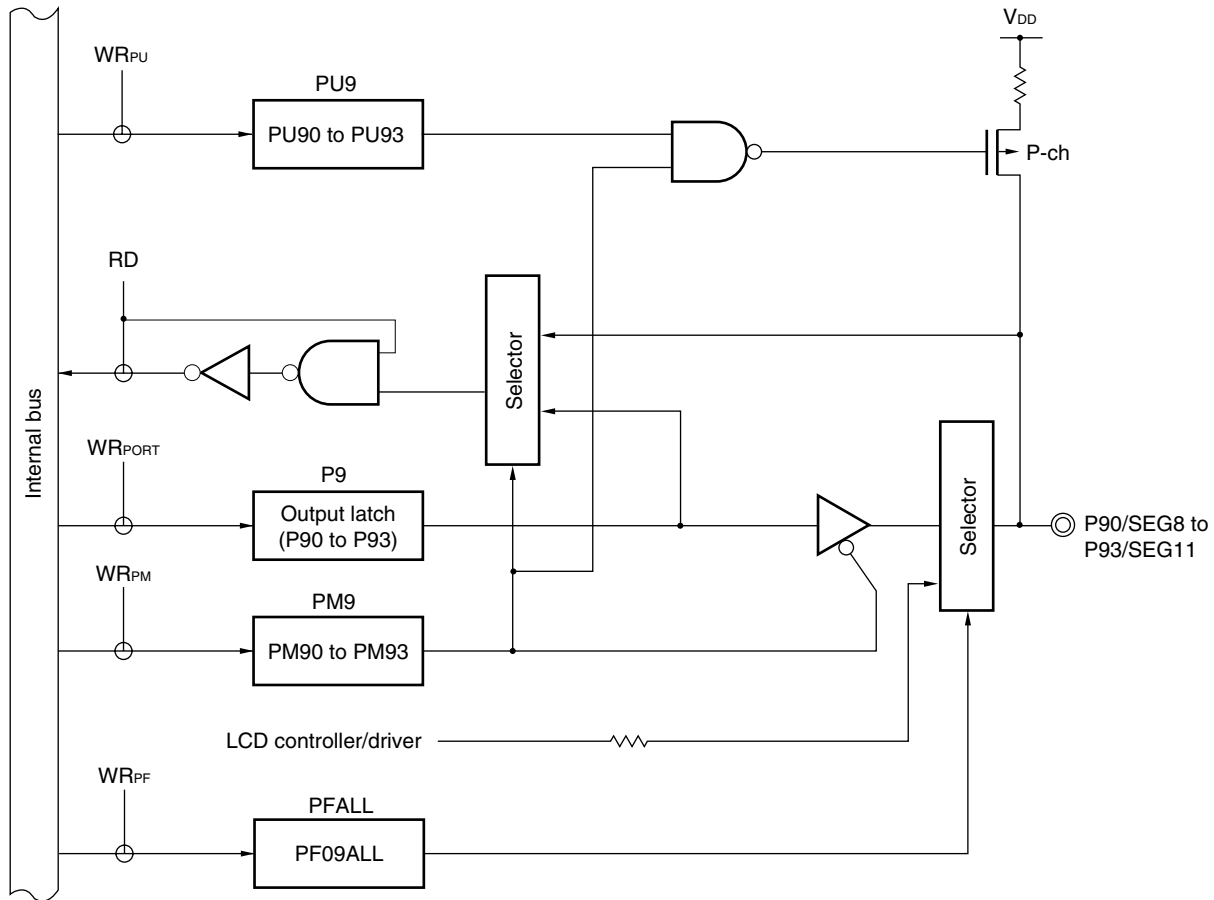 VDD
WRPU
PU9
PU90 to PU93
P-ch
RD
Selector
Internal bus
WRPORT
P9
Output latch
(P90 to P93)
Selector
P90/SEG8 to
P93/SEG11
WRPM
PM9
PM90 to PM93
LCD controller/driver
WRPF
PFALL
PF09ALL